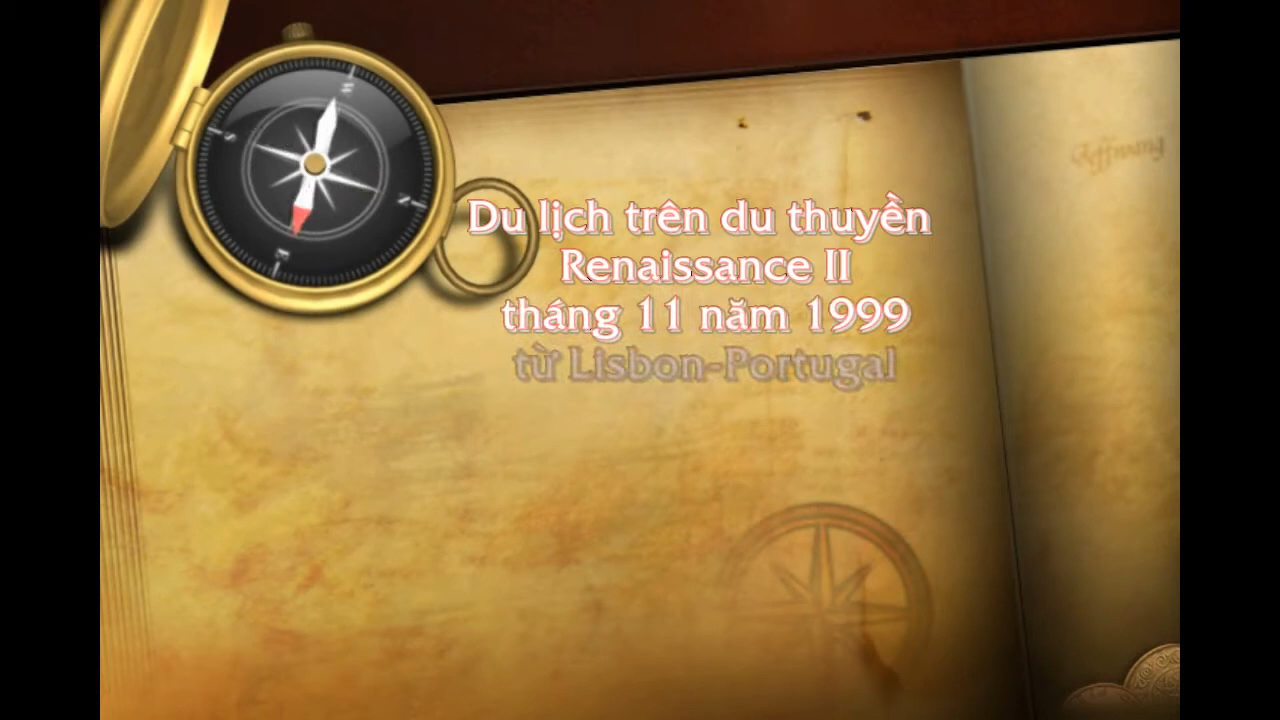 Du lịch trên du thuyền
Renaissance II
tháng 11 năm 1999
từ Lisbon-Portugal